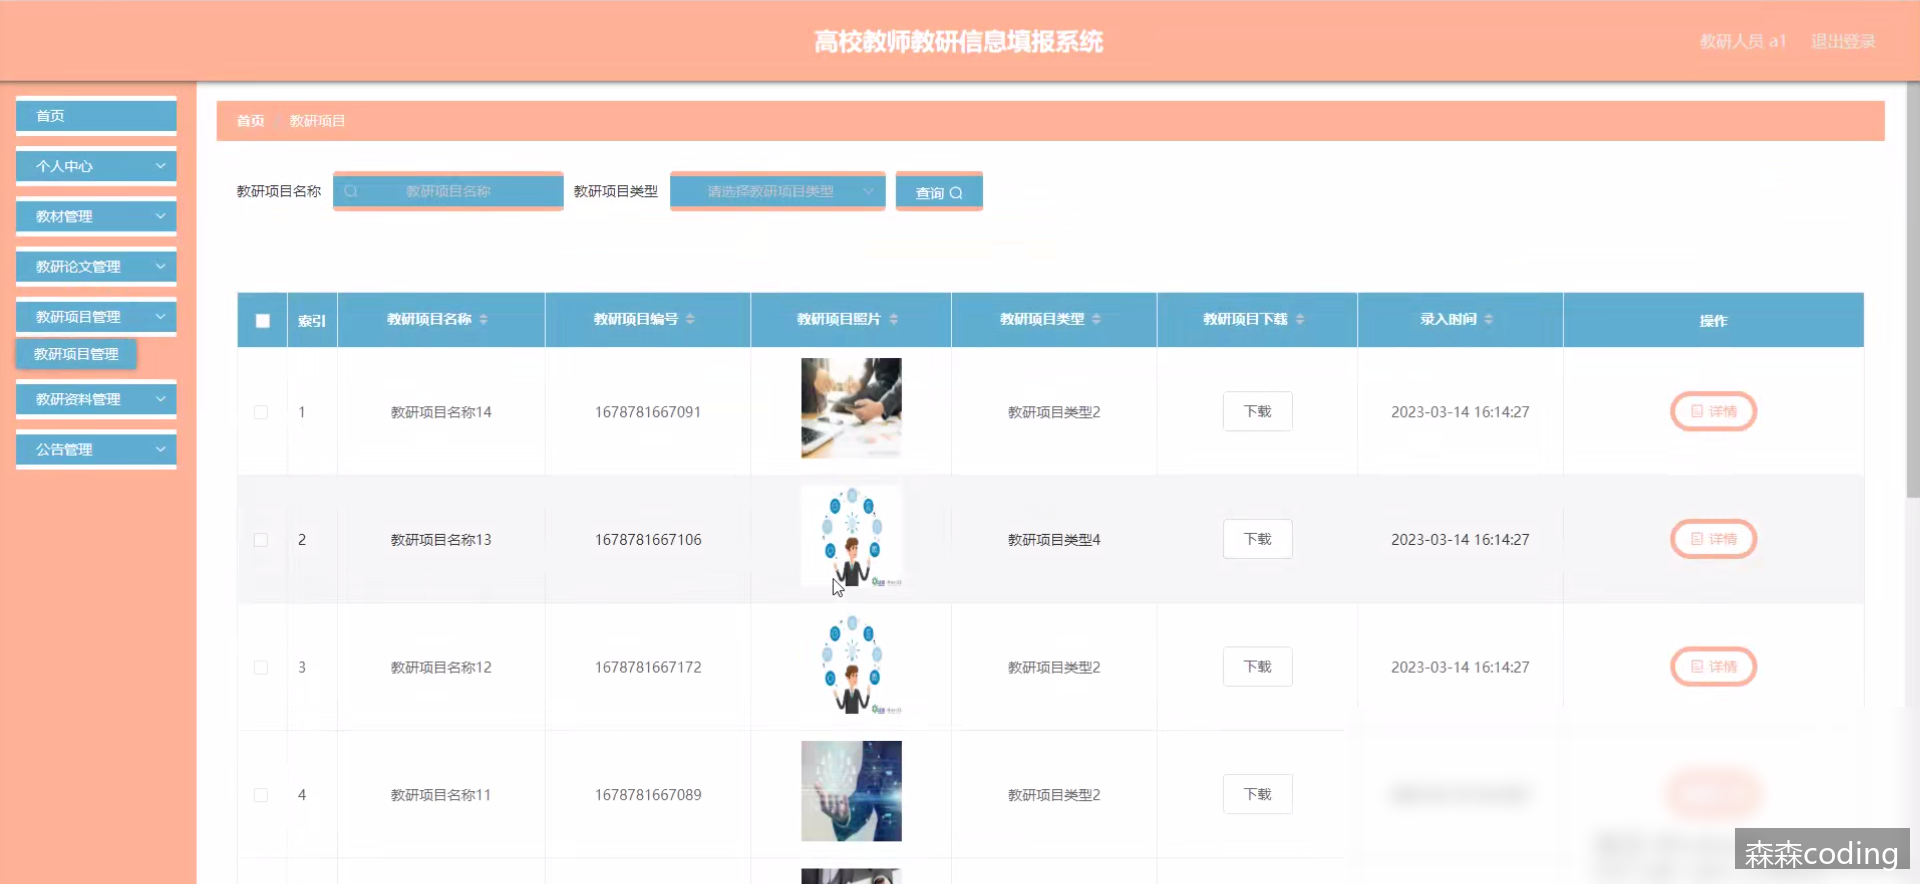 高校教师教研信息填报系统
教研人员 a1 退出登录
首页
个人中心
教材管理
教研论文管理
教研项目管理
教研项目管理
教研资料管理
公告管理
首页 教研项目
教研项目名称 教研项目名称 教研项目类型 请选择教研项目类型 查询
索引 教研项目名称 教研项目编号 教研项目照片 教研项目类型 教研项目下载 录入时间 操作
1 教研项目名称14 1678781667091 教研项目类型2 下载 2023-03-14 16:14:27 详情
2 教研项目名称13 1678781667106 教研项目类型4 下载 2023-03-14 16:14:27 详情
3 教研项目名称12 1678781667172 教研项目类型2 下载 2023-03-14 16:14:27 详情
4 教研项目名称11 1678781667089 教研项目类型2 下载
森森coding